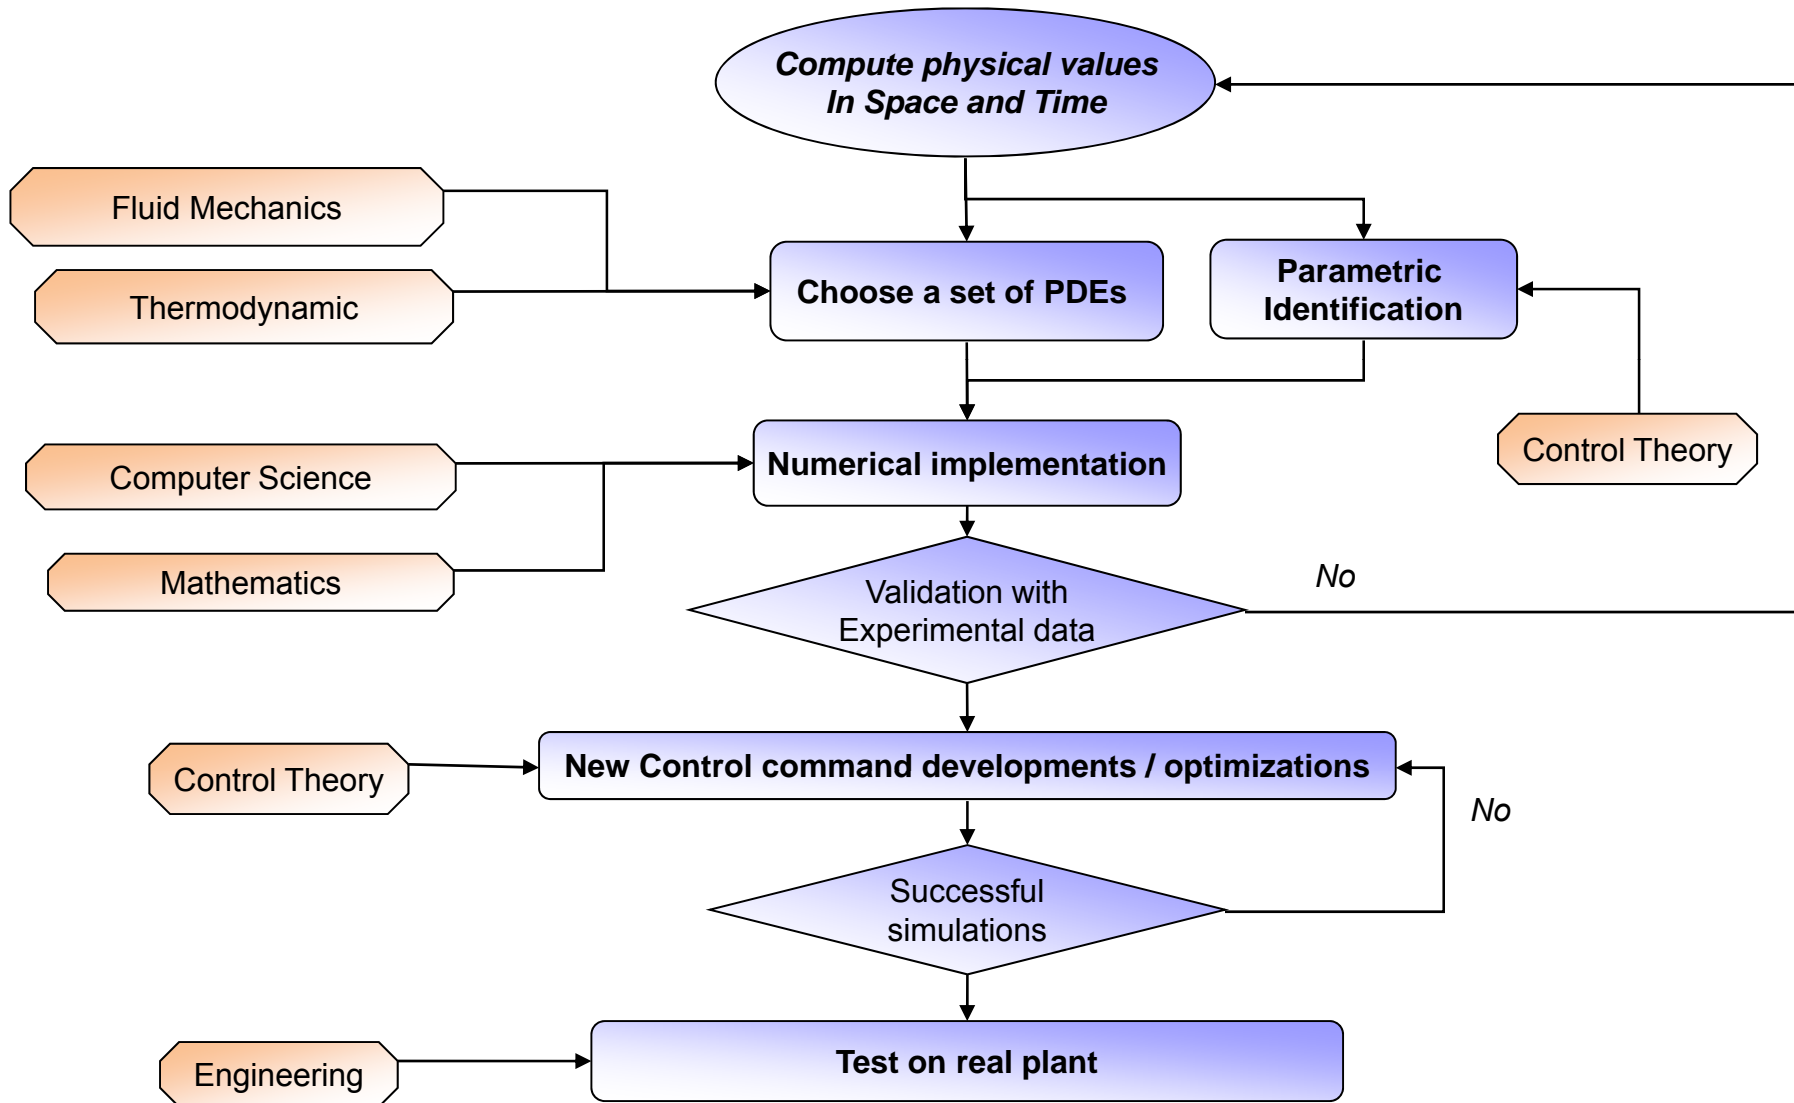 Compute physical values
In Space and Time
Fluid Mechanics
Thermodynamic
Choose a set of PDEs
Parametric
Identification
Control Theory
Computer Science
Numerical implementation
Mathematics
Validation with
Experimental data
No
Control Theory
New Control command developments / optimizations
No
Successful
simulations
Engineering
Test on real plant